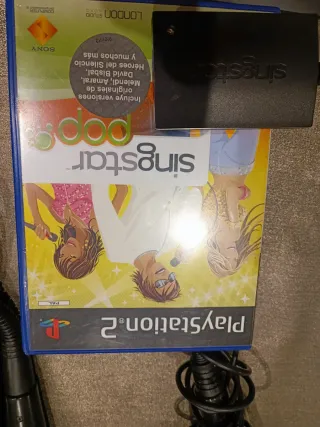 PlayStation®2
PAL
singstar
pop
Incluye versiones
originales de
Melendi, Amaral,
David Bisbal,
Héroes del Silencio
y muchos más
SONY
LONDON STUDIO
singstar